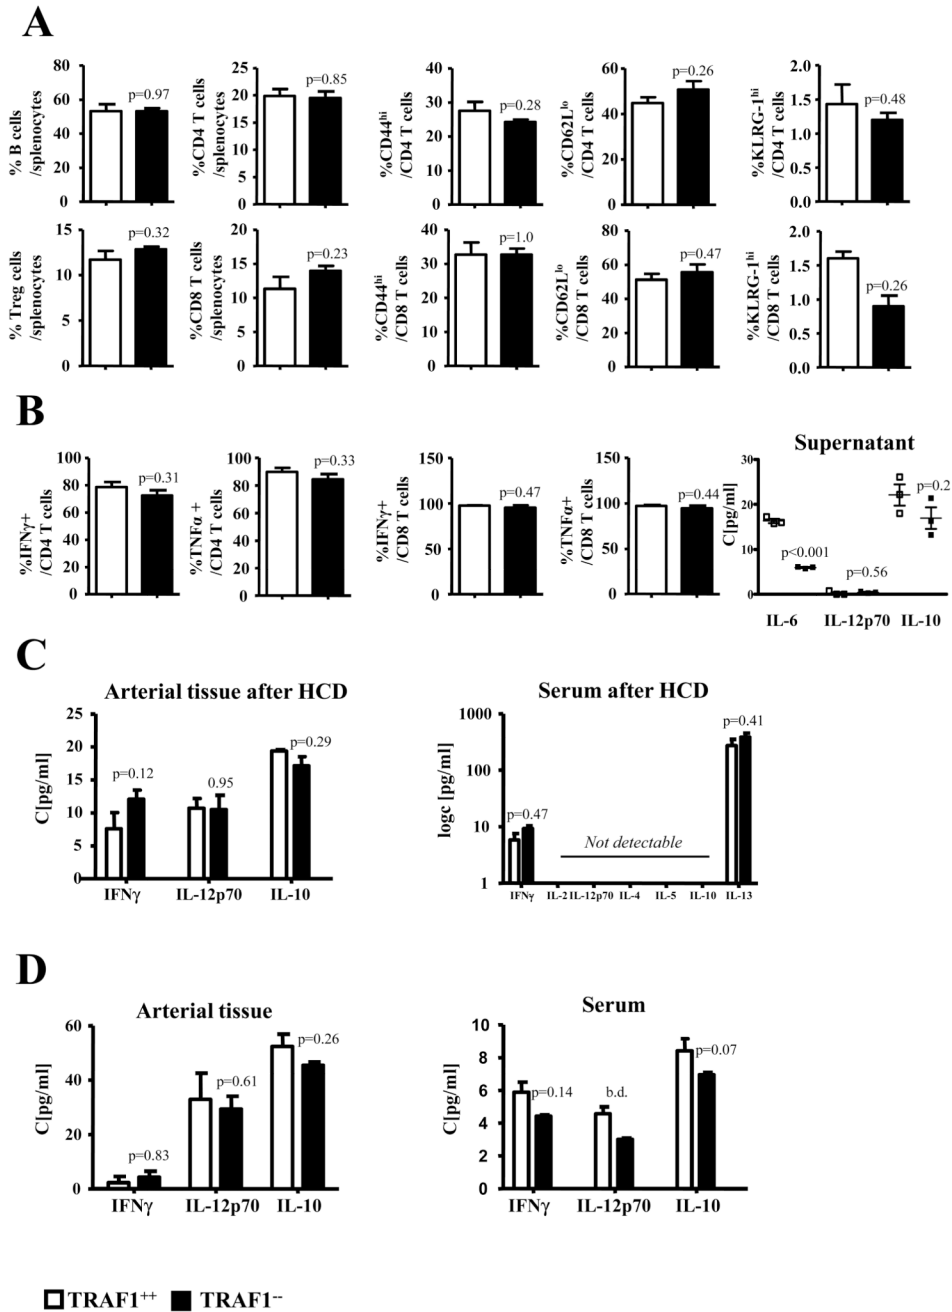 A
% B cells
/splenocytes
80
60
40
20
0
p=0.97
%CD4 T cells
/splenocytes
25
20
15
10
5
0
p=0.85
%CD44hi
/CD4 T cells
40
30
20
10
0
p=0.28
%CD62Llo
/CD4 T cells
60
40
20
0
p=0.26
%KLRG-1hi
/CD4 T cells
2.0
1.5
1.0
0.5
0.0
p=0.48
% Treg cells
/splenocytes
15
10
5
0
p=0.32
%CD8 T cells
/splenocytes
20
15
10
5
0
p=0.23
%CD44hi
/CD8 T cells
40
30
20
10
0
p=1.0
%CD62Llo
/CD8 T cells
80
60
40
20
0
p=0.47
%KLRG-1hi
/CD8 T cells
2.0
1.5
1.0
0.5
0.0
p=0.26
B
%IFNγ+
/CD4 T cells
100
80
60
40
20
0
p=0.31
%TNFα +
/CD4 T cells
100
80
60
40
20
0
p=0.33
%IFNγ+
/CD8 T cells
150
100
50
0
p=0.47
%TNFα+
/CD8 T cells
150
100
50
0
p=0.44
Supernatant
C[pg/ml]
30
20
10
0
p<0.001
p=0.56
p=0.2
IL-6 IL-12p70 IL-10
C
Arterial tissue after HCD
C[pg/ml]
25
20
15
10
5
0
p=0.12
0.95
p=0.29
IFNγ IL-12p70 IL-10
Serum after HCD
logc [pg/ml]
1000
100
10
1
p=0.47
Not detectable
p=0.41
IFNγ IL-2 IL-12p70 IL-4 IL-5 IL-10 IL-13
D
Arterial tissue
C[pg/ml]
60
40
20
0
p=0.83
p=0.61
p=0.26
IFNγ IL-12p70 IL-10
Serum
C[pg/ml]
10
8
6
4
2
0
p=0.14
b.d.
p=0.07
IFNγ IL-12p70 IL-10
TRAF1++ TRAF1--